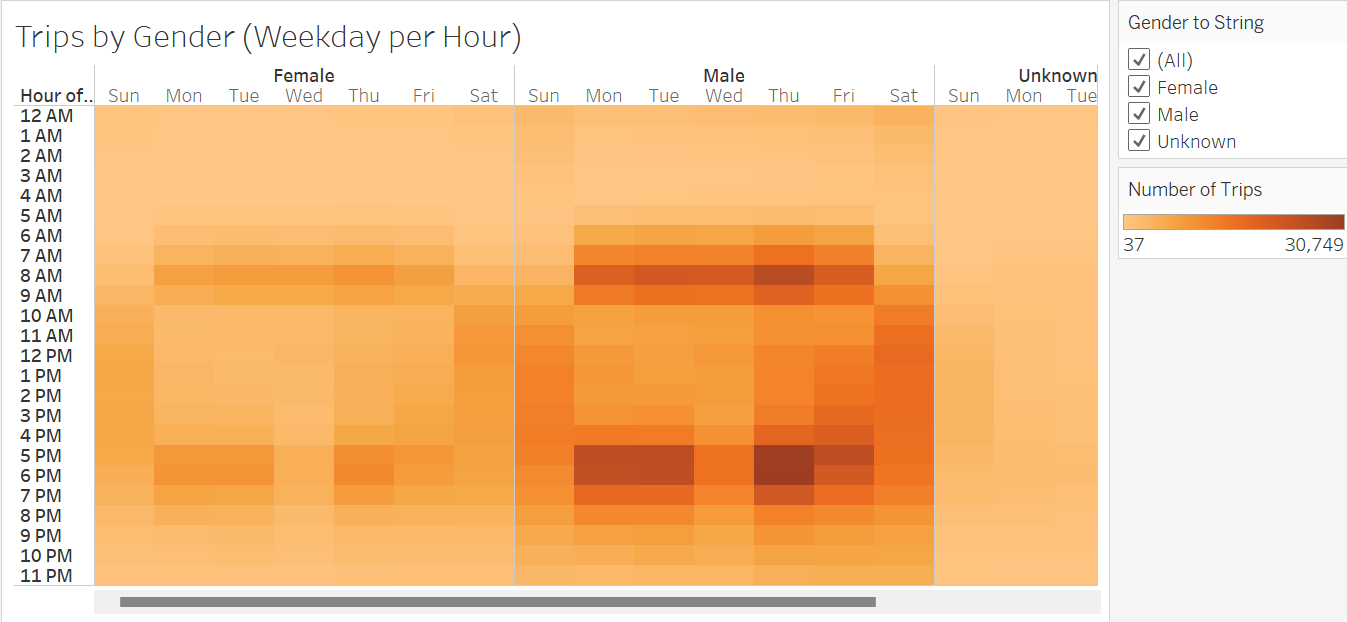 Trips by Gender (Weekday per Hour)
Female Male Unknown
Hour of.. Sun Mon Tue Wed Thu Fri Sat Sun Mon Tue Wed Thu Fri Sat Sun Mon Tue
12 AM
1 AM
2 AM
3 AM
4 AM
5 AM
6 AM
7 AM
8 AM
9 AM
10 AM
11 AM
12 PM
1 PM
2 PM
3 PM
4 PM
5 PM
6 PM
7 PM
8 PM
9 PM
10 PM
11 PM
Gender to String
(All)
Female
Male
Unknown
Number of Trips
37 30,749